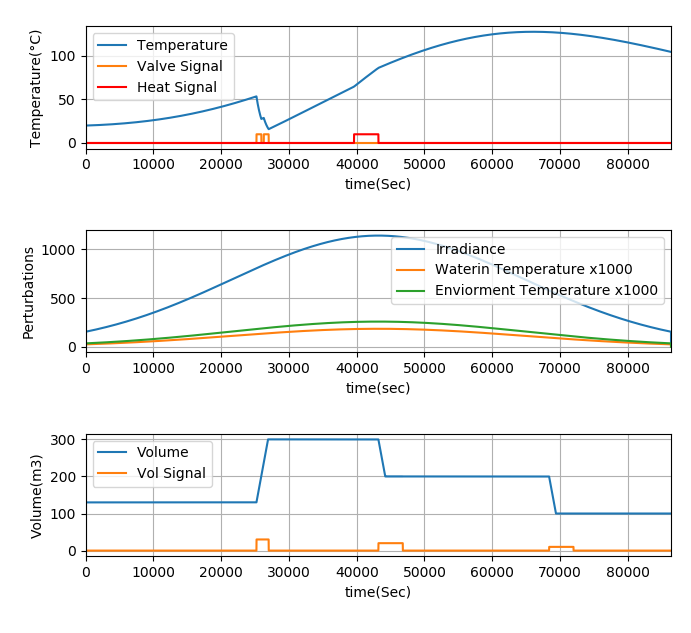 Temperature(°C)
Temperature
Valve Signal
Heat Signal
100
50
0
0 10000 20000 30000 40000 50000 60000 70000 80000
time(Sec)
Perturbations
Irradiance
Waterin Temperature x1000
Enviorment Temperature x1000
1000
500
0
0 10000 20000 30000 40000 50000 60000 70000 80000
time(sec)
Volume(m3)
Volume
Vol Signal
300
200
100
0
0 10000 20000 30000 40000 50000 60000 70000 80000
time(Sec)